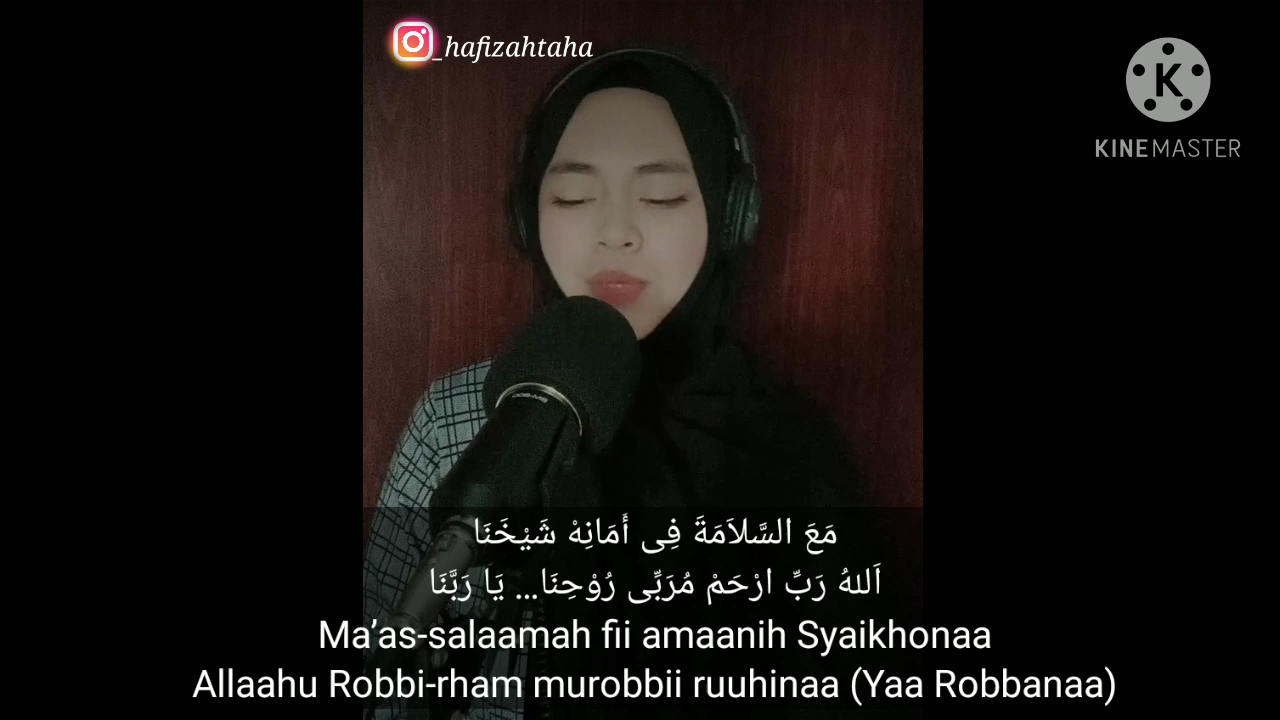 _hafizahtaha
K
KINEMASTER
مَعَ السَّلاَمَةَ فِى أَمَانِهْ شَيْخَنَا
اَللهُ رَبِّ ارْحَمْ مُرَبِّى رُوْحِنَا... يَا رَبَّنَا
Ma’as-salaamah fii amaanih Syaikhonaa
Allaahu Robbi-rham murobbii ruuhinaa (Yaa Robbanaa)